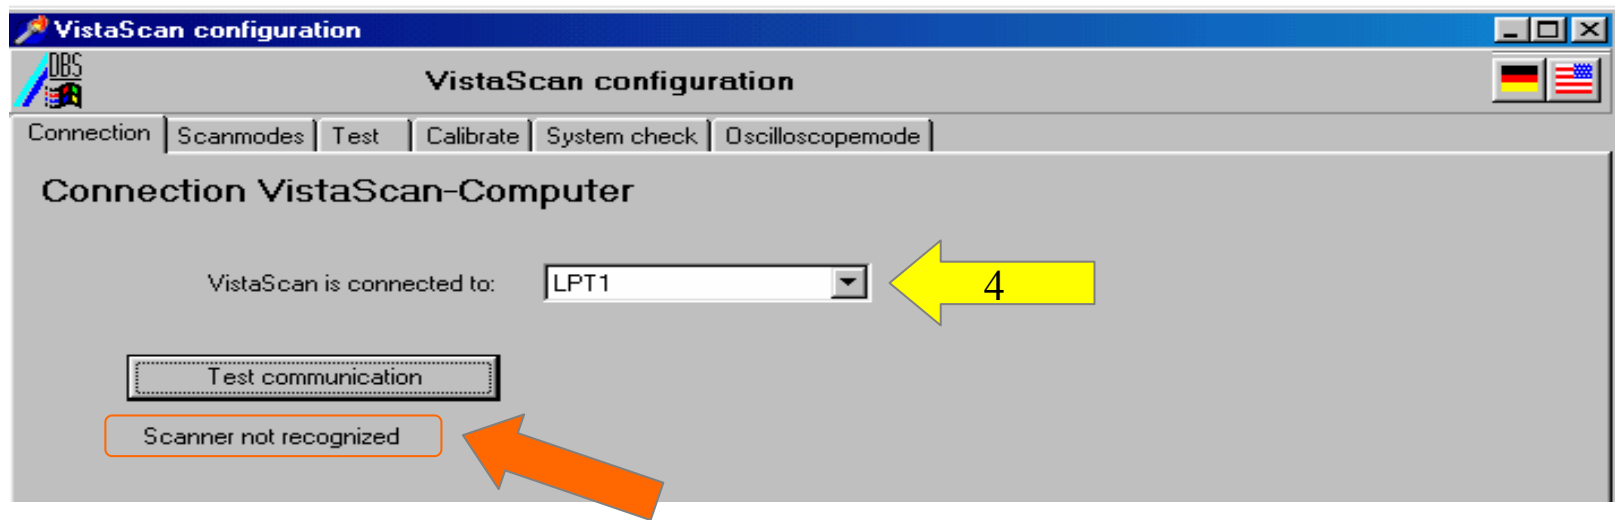 VistaScan configuration
DBS
VistaScan configuration
Connection Scanmodes Test Calibrate System check Oscilloscopemode
Connection VistaScan-Computer
VistaScan is connected to: LPT1 4
Test communication
Scanner not recognized